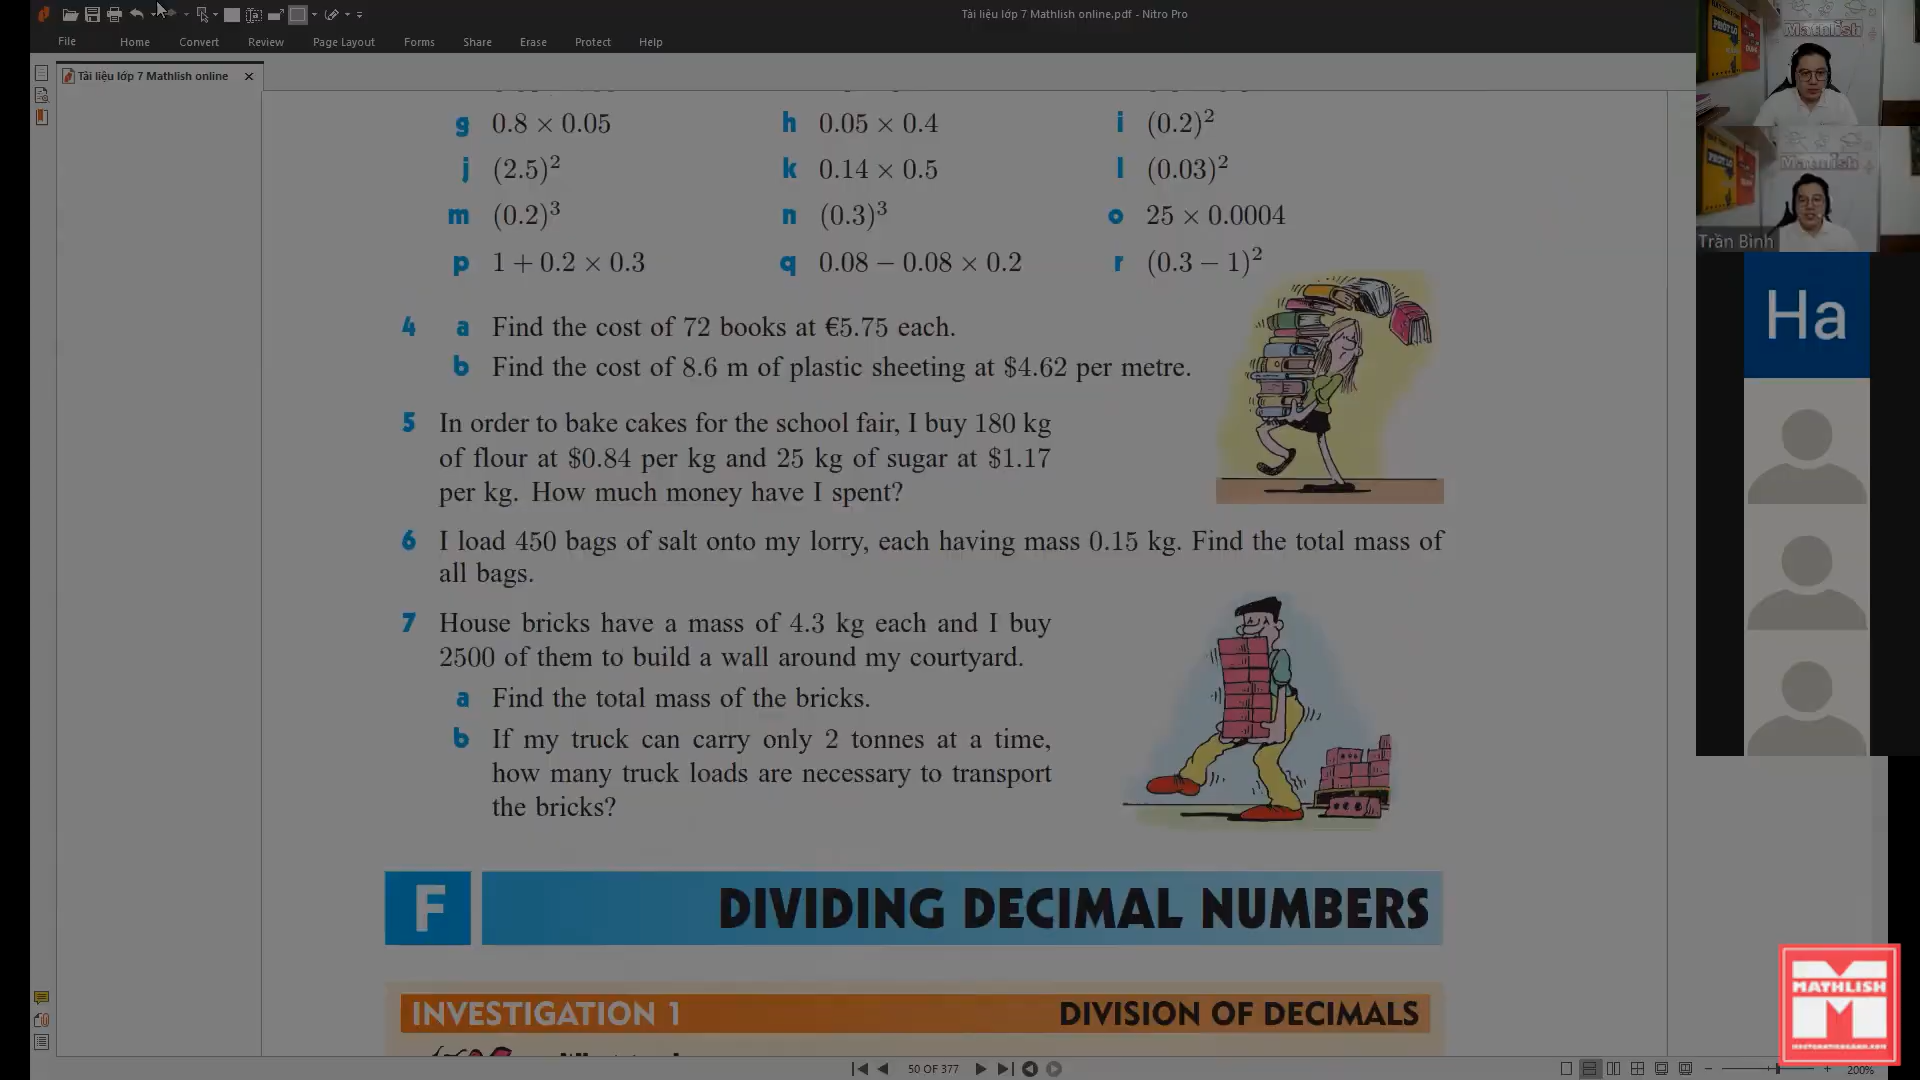 Tài liệu lớp 7 Mathlish online.pdf - Nitro Pro
File Home Convert Review Page Layout Forms Share Erase Protect Help
Tài liệu lớp 7 Mathlish online
g 0.8 × 0.05 h 0.05 × 0.4 i (0.2)²
j (2.5)² k 0.14 × 0.5 l (0.03)²
m (0.2)³ n (0.3)³ o 25 × 0.0004
p 1 + 0.2 × 0.3 q 0.08 − 0.08 × 0.2 r (0.3 − 1)²
4 a Find the cost of 72 books at €5.75 each.
b Find the cost of 8.6 m of plastic sheeting at $4.62 per metre.
5 In order to bake cakes for the school fair, I buy 180 kg
of flour at $0.84 per kg and 25 kg of sugar at $1.17
per kg. How much money have I spent?
6 I load 450 bags of salt onto my lorry, each having mass 0.15 kg. Find the total mass of
all bags.
7 House bricks have a mass of 4.3 kg each and I buy
2500 of them to build a wall around my courtyard.
a Find the total mass of the bricks.
b If my truck can carry only 2 tonnes at a time,
how many truck loads are necessary to transport
the bricks?
F DIVIDING DECIMAL NUMBERS
INVESTIGATION 1 DIVISION OF DECIMALS
50 OF 377
200%
Mathlish
Mathlish
Trần Bình
Ha
MATHLISH